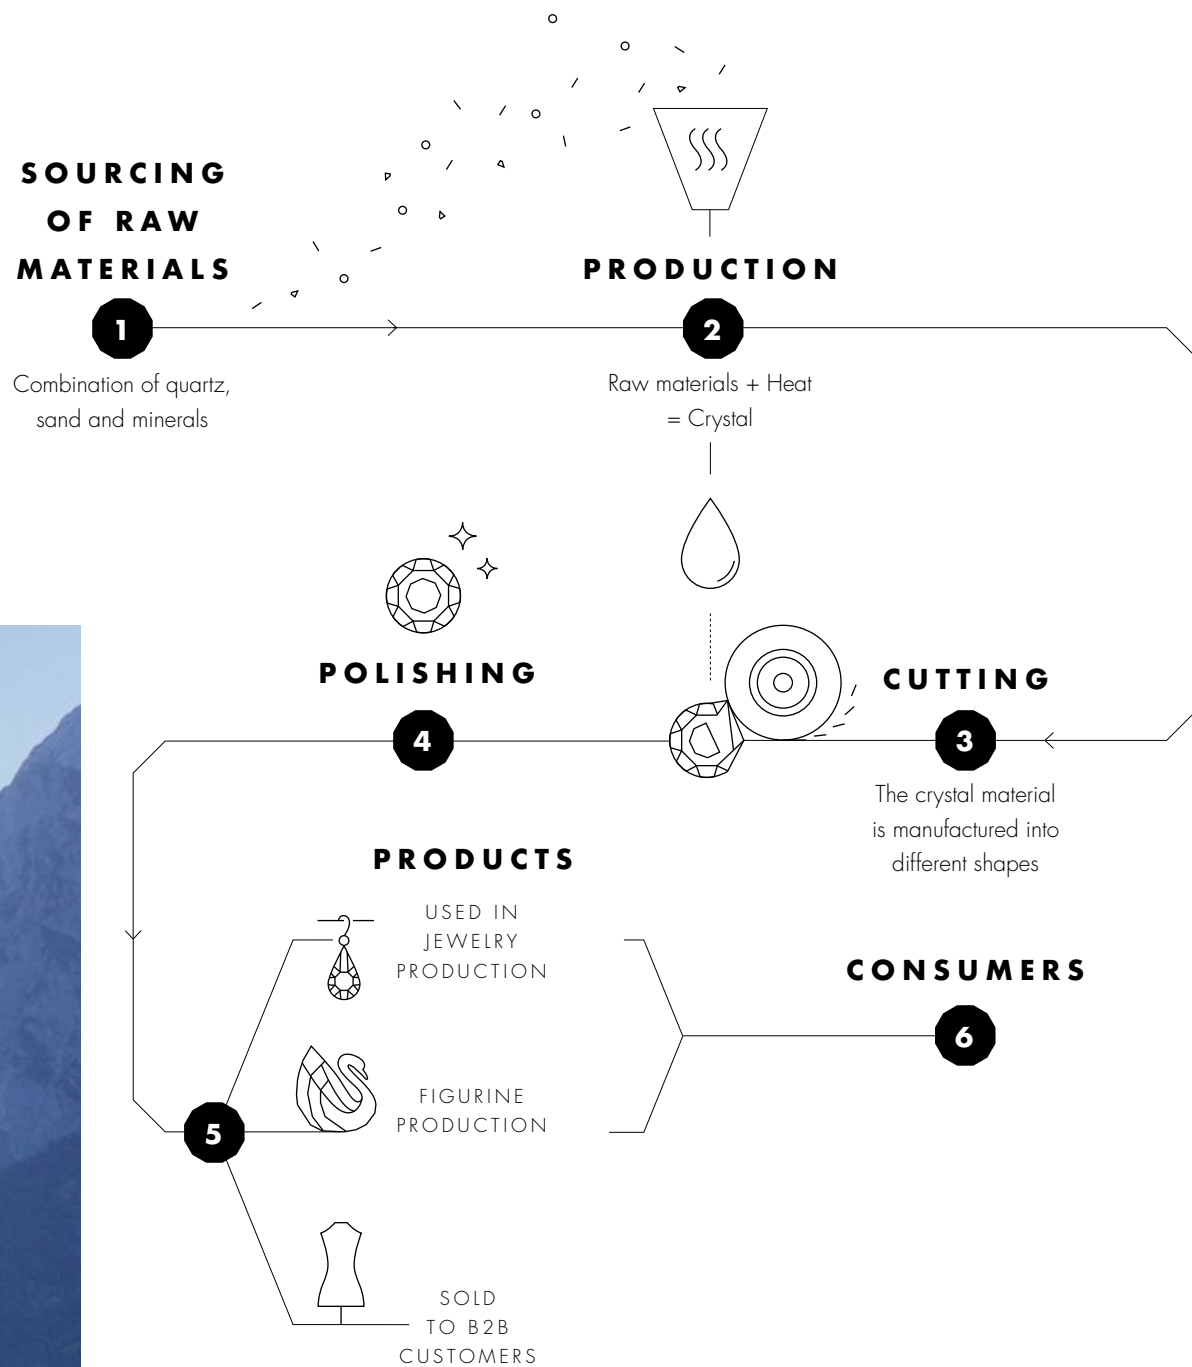 SOURCING
OF RAW
MATERIALS
1
Combination of quartz,
sand and minerals
PRODUCTION
2
Raw materials + Heat
= Crystal
CUTTING
3
The crystal material
is manufactured into
different shapes
POLISHING
4
PRODUCTS
5
USED IN
JEWELRY
PRODUCTION
FIGURINE
PRODUCTION
SOLD
TO B2B
CUSTOMERS
CONSUMERS
6